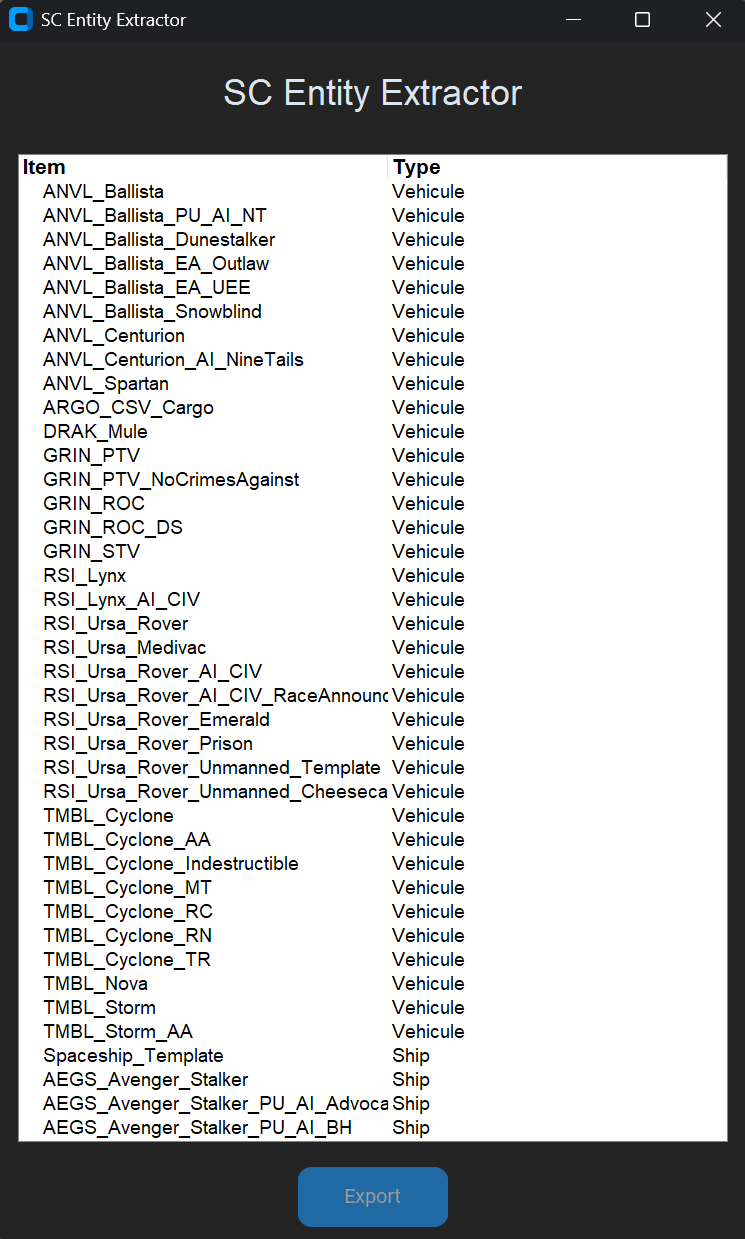 SC Entity Extractor
SC Entity Extractor
Item Type
ANVL_Ballista Vehicule
ANVL_Ballista_PU_AI_NT Vehicule
ANVL_Ballista_Dunestalker Vehicule
ANVL_Ballista_EA_Outlaw Vehicule
ANVL_Ballista_EA_UEE Vehicule
ANVL_Ballista_Snowblind Vehicule
ANVL_Centurion Vehicule
ANVL_Centurion_AI_NineTails Vehicule
ANVL_Spartan Vehicule
ARGO_CSV_Cargo Vehicule
DRAK_Mule Vehicule
GRIN_PTV Vehicule
GRIN_PTV_NoCrimesAgainst Vehicule
GRIN_ROC Vehicule
GRIN_ROC_DS Vehicule
GRIN_STV Vehicule
RSI_Lynx Vehicule
RSI_Lynx_AI_CIV Vehicule
RSI_Ursa_Rover Vehicule
RSI_Ursa_Medivac Vehicule
RSI_Ursa_Rover_AI_CIV Vehicule
RSI_Ursa_Rover_AI_CIV_RaceAnnounc Vehicule
RSI_Ursa_Rover_Emerald Vehicule
RSI_Ursa_Rover_Prison Vehicule
RSI_Ursa_Rover_Unmanned_Template Vehicule
RSI_Ursa_Rover_Unmanned_Cheeseca Vehicule
TMBL_Cyclone Vehicule
TMBL_Cyclone_AA Vehicule
TMBL_Cyclone_Indestructible Vehicule
TMBL_Cyclone_MT Vehicule
TMBL_Cyclone_RC Vehicule
TMBL_Cyclone_RN Vehicule
TMBL_Cyclone_TR Vehicule
TMBL_Nova Vehicule
TMBL_Storm Vehicule
TMBL_Storm_AA Vehicule
Spaceship_Template Ship
AEGS_Avenger_Stalker Ship
AEGS_Avenger_Stalker_PU_AI_Advoca Ship
AEGS_Avenger_Stalker_PU_AI_BH Ship
Export